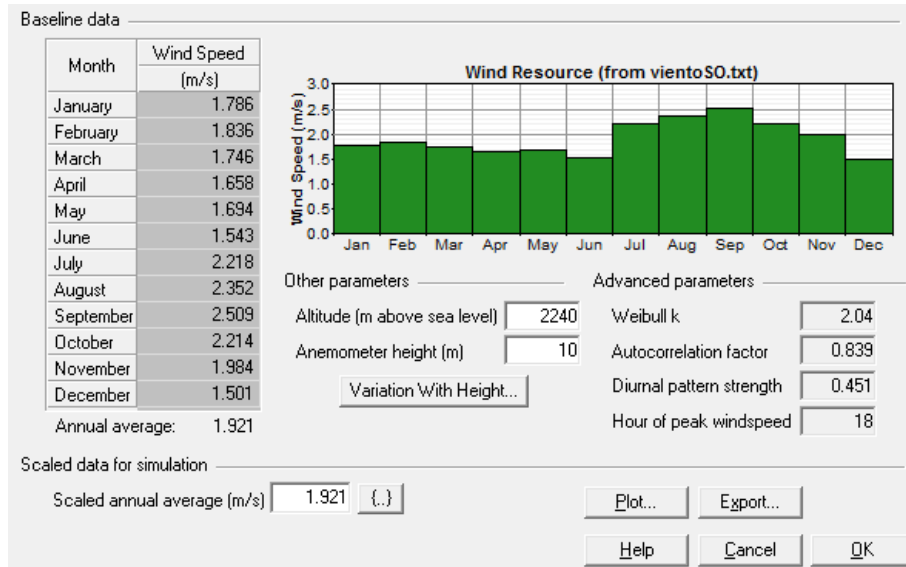 Baseline data
Month Wind Speed
(m/s)
January 1.786
February 1.836
March 1.746
April 1.658
May 1.694
June 1.543
July 2.218
August 2.352
September 2.509
October 2.214
November 1.984
December 1.501
Annual average: 1.921
Wind Resource (from vientoSO.txt)
Wind Speed (m/s)
3.0
2.5
2.0
1.5
1.0
0.5
0.0
Jan Feb Mar Apr May Jun Jul Aug Sep Oct Nov Dec
Other parameters
Altitude (m above sea level) 2240
Anemometer height (m) 10
Variation With Height...
Advanced parameters
Weibull k 2.04
Autocorrelation factor 0.839
Diurnal pattern strength 0.451
Hour of peak windspeed 18
Scaled data for simulation
Scaled annual average (m/s) 1.921 {..}
Plot... Export...
Help Cancel OK